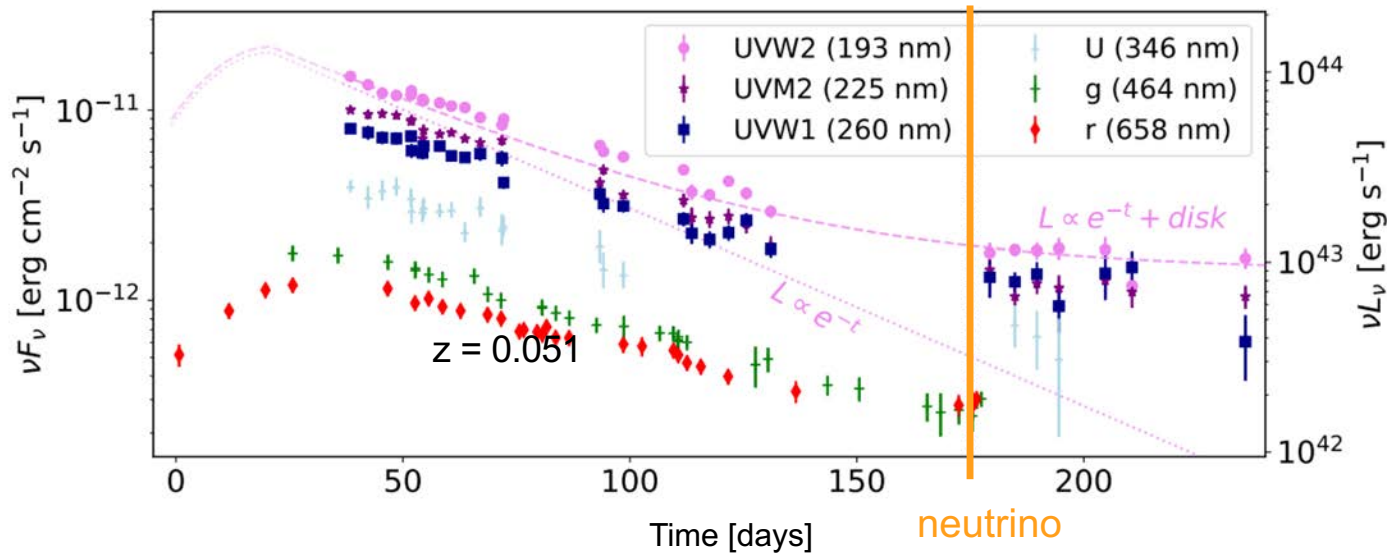 UVW2 (193 nm)
UVM2 (225 nm)
UVW1 (260 nm)
U (346 nm)
g (464 nm)
r (658 nm)
νFν [erg cm⁻² s⁻¹]
10⁻¹¹
10⁻¹²
νLν [erg s⁻¹]
10⁴⁴
10⁴³
10⁴²
L ∝ e⁻ᵗ + disk
L ∝ e⁻ᵗ
z = 0.051
0 50 100 150 200
Time [days]
neutrino